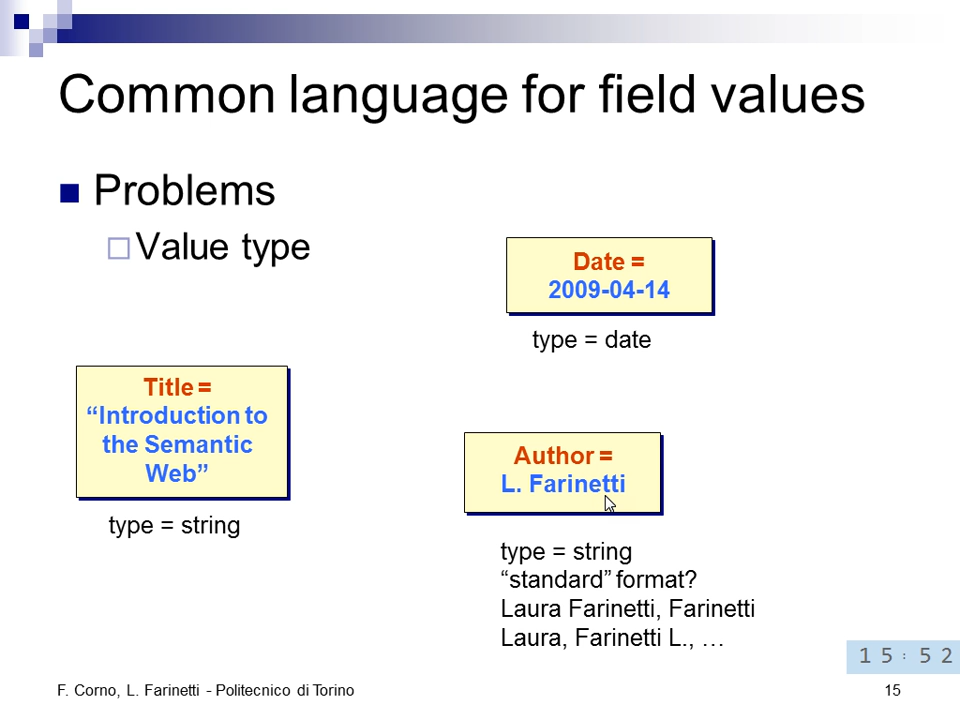 Common language for field values
Problems
Value type
Date =
2009-04-14
type = date
Title =
“Introduction to
the Semantic
Web”
type = string
Author =
L. Farinetti
type = string
“standard” format?
Laura Farinetti, Farinetti
Laura, Farinetti L., …
15:52
F. Corno, L. Farinetti - Politecnico di Torino
15